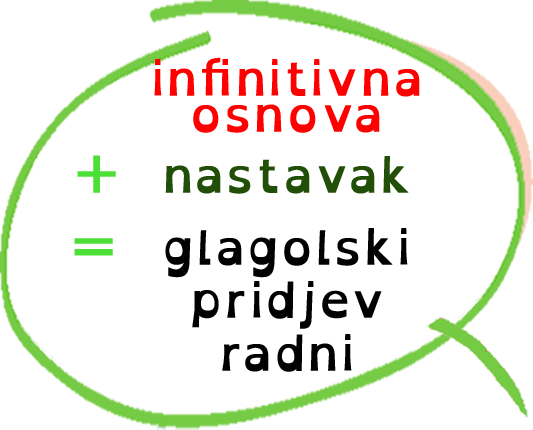 infinitivna
osnova
+ nastavak
= glagolski
pridjev
radni